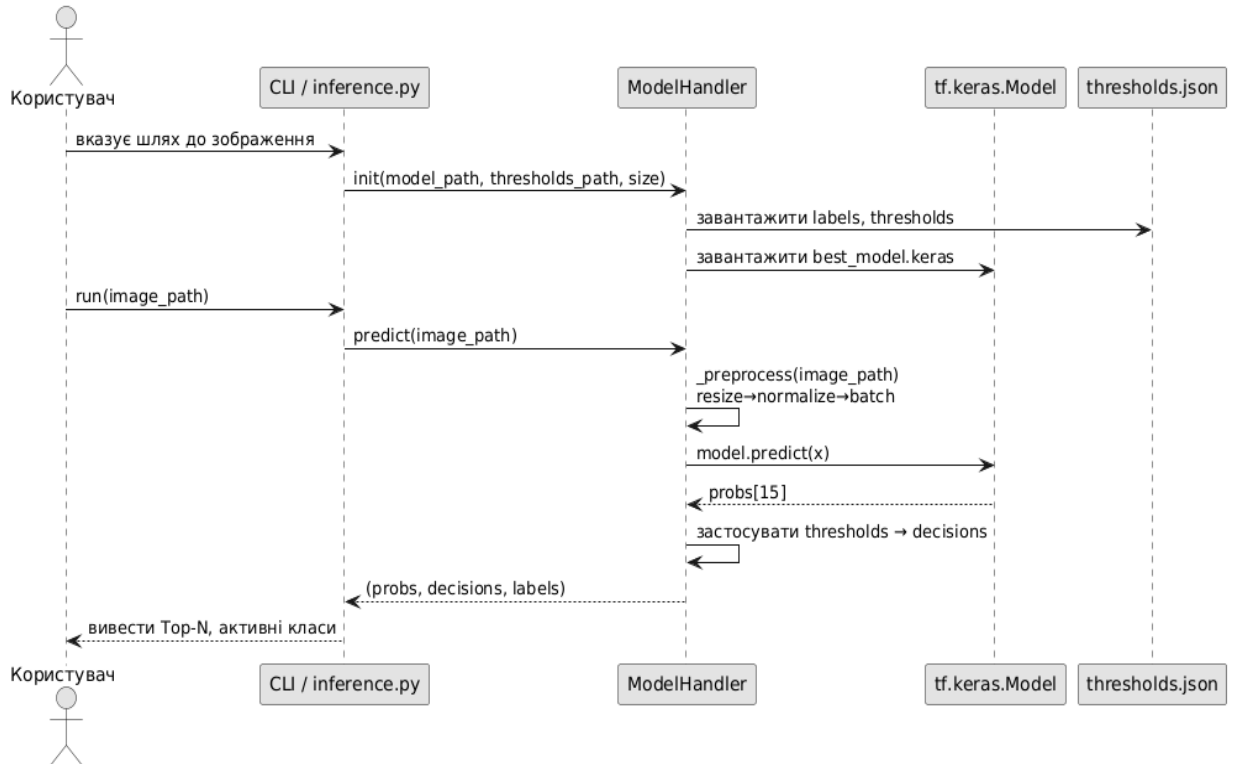 Користувач
CLI / inference.py
ModelHandler
tf.keras.Model
thresholds.json
вказує шлях до зображення
init(model_path, thresholds_path, size)
завантажити labels, thresholds
завантажити best_model.keras
run(image_path)
predict(image_path)
_preprocess(image_path)
resize→normalize→batch
model.predict(x)
probs[15]
застосувати thresholds → decisions
(probs, decisions, labels)
вивести Top-N, активні класи
Користувач
CLI / inference.py
ModelHandler
tf.keras.Model
thresholds.json